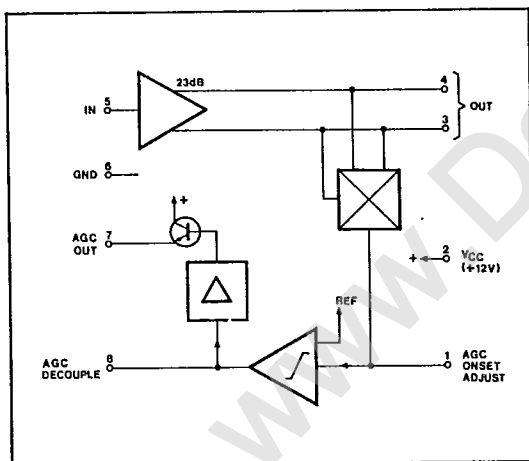 23dB
5
IN
4
OUT
3
6
GND
+
7
AGC
OUT
2
+
VCC
(+12V)
REF
8
AGC
DECOUPLE
1
AGC
ONSET
ADJUST
www.D